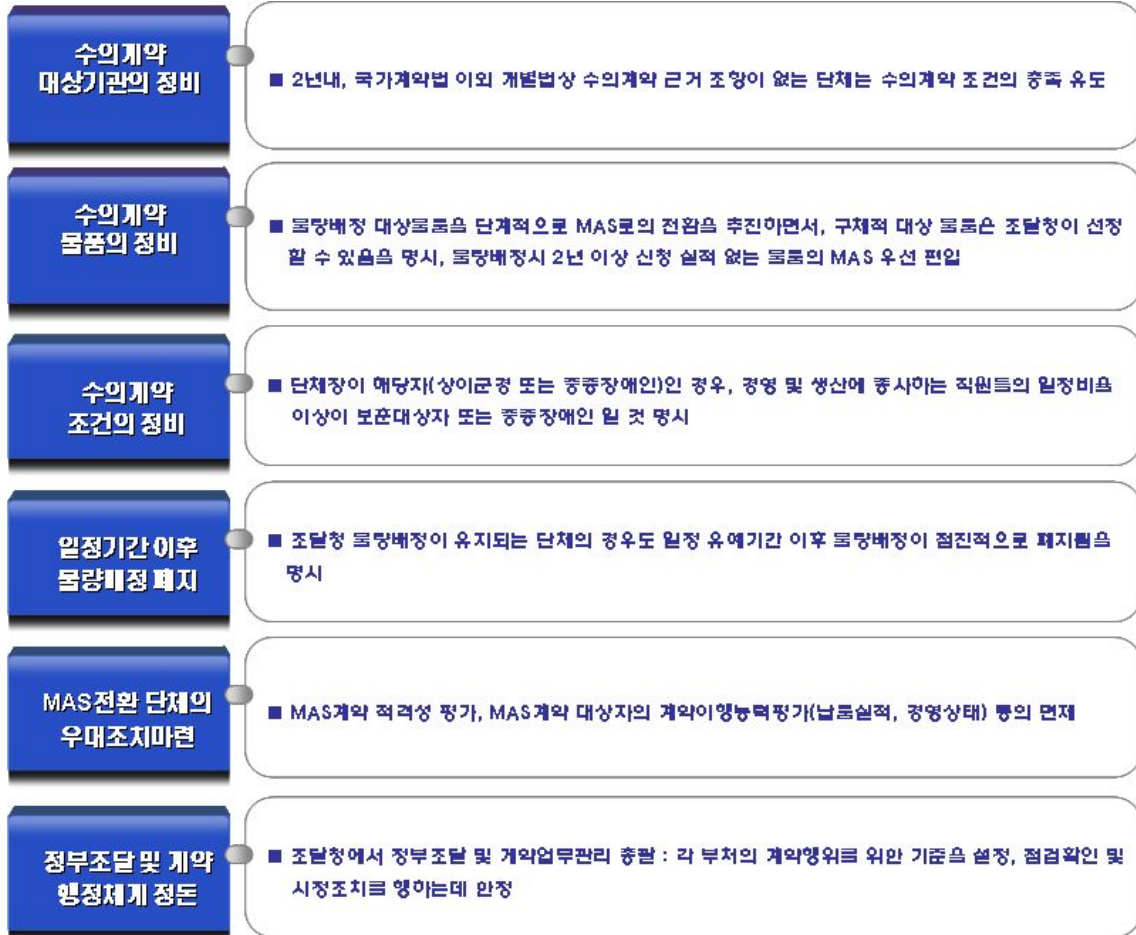 수의계약
대상기관의 정비
■ 2년내, 국가계약법 이외 개별법상 수의계약 근거 조항이 없는 단체는 수의계약 조건의 충족 유도
수의계약
물품의 정비
■ 물량배정 대상물품을 단계적으로 MAS로의 전환을 추진하면서, 구체적 대상 물품은 조달청이 선정
할 수 있음을 명시, 물량배정시 2년 이상 신청 실적 없는 물품의 MAS 우선 편입
수의계약
조건의 정비
■ 단체장이 해당자(상이군경 또는 중증장애인)인 경우, 경영 및 생산에 종사하는 직원들의 일정비율
이상이 보훈대상자 또는 중증장애인 일 것 명시
일정기간 이후
물량배정 폐지
■ 조달청 물량배정이 유지되는 단체의 경우도 일정 유예기간 이후 물량배정이 점진적으로 폐지됨을
명시
MAS전환 단체의
우대조치마련
■ MAS계약 적격성 평가, MAS계약 대상자의 계약이행능력평가(납품실적, 경영상태) 등의 면제
정부조달 및 계약
행정체계 정돈
■ 조달청에서 정부조달 및 계약업무관리 총괄 : 각 부처의 계약행위를 위한 기준을 설정, 점검확인 및
시정조치를 행하는데 한정